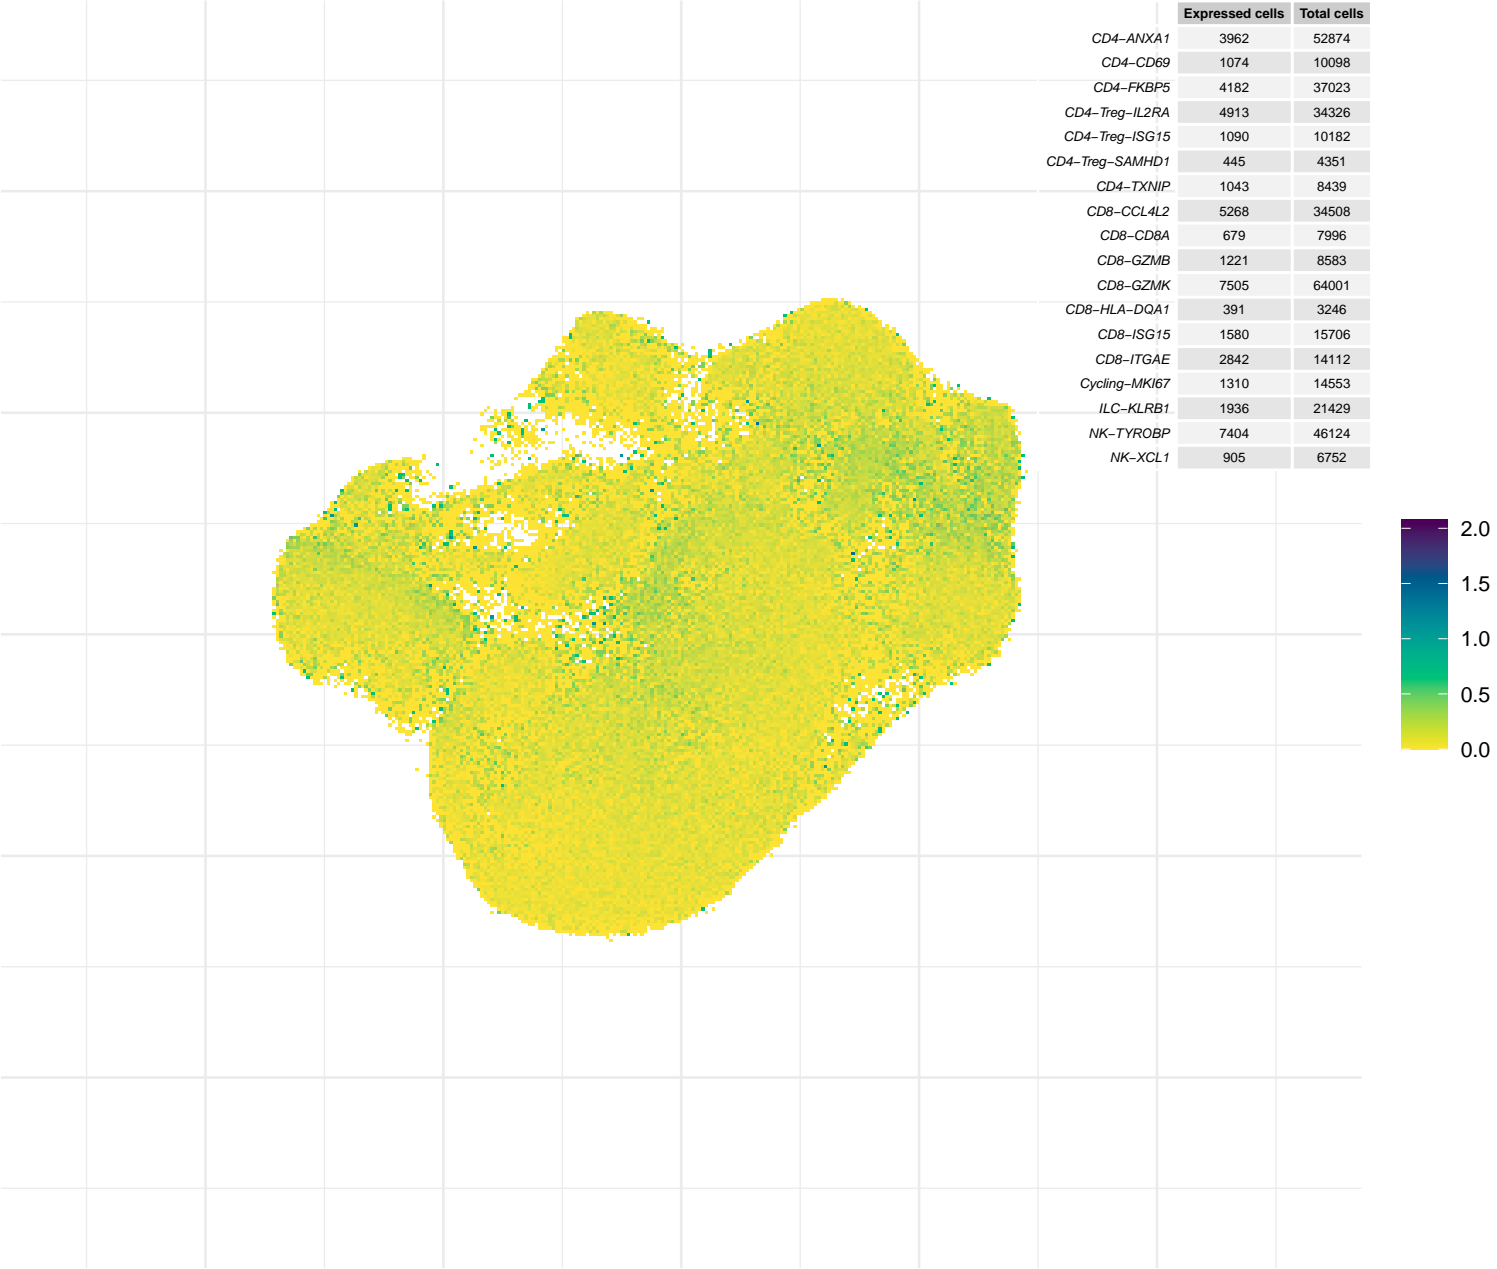 Expressed cells Total cells
CD4−ANXA1 3962 52874
CD4−CD69 1074 10098
CD4−FKBP5 4182 37023
CD4−Treg−IL2RA 4913 34326
CD4−Treg−ISG15 1090 10182
CD4−Treg−SAMHD1 445 4351
CD4−TXNIP 1043 8439
CD8−CCL4L2 5268 34508
CD8−CD8A 679 7996
CD8−GZMB 1221 8583
CD8−GZMK 7505 64001
CD8−HLA−DQA1 391 3246
CD8−ISG15 1580 15706
CD8−ITGAE 2842 14112
Cycling−MKI67 1310 14553
ILC−KLRB1 1936 21429
NK−TYROBP 7404 46124
NK−XCL1 905 6752
2.0
1.5
1.0
0.5
0.0